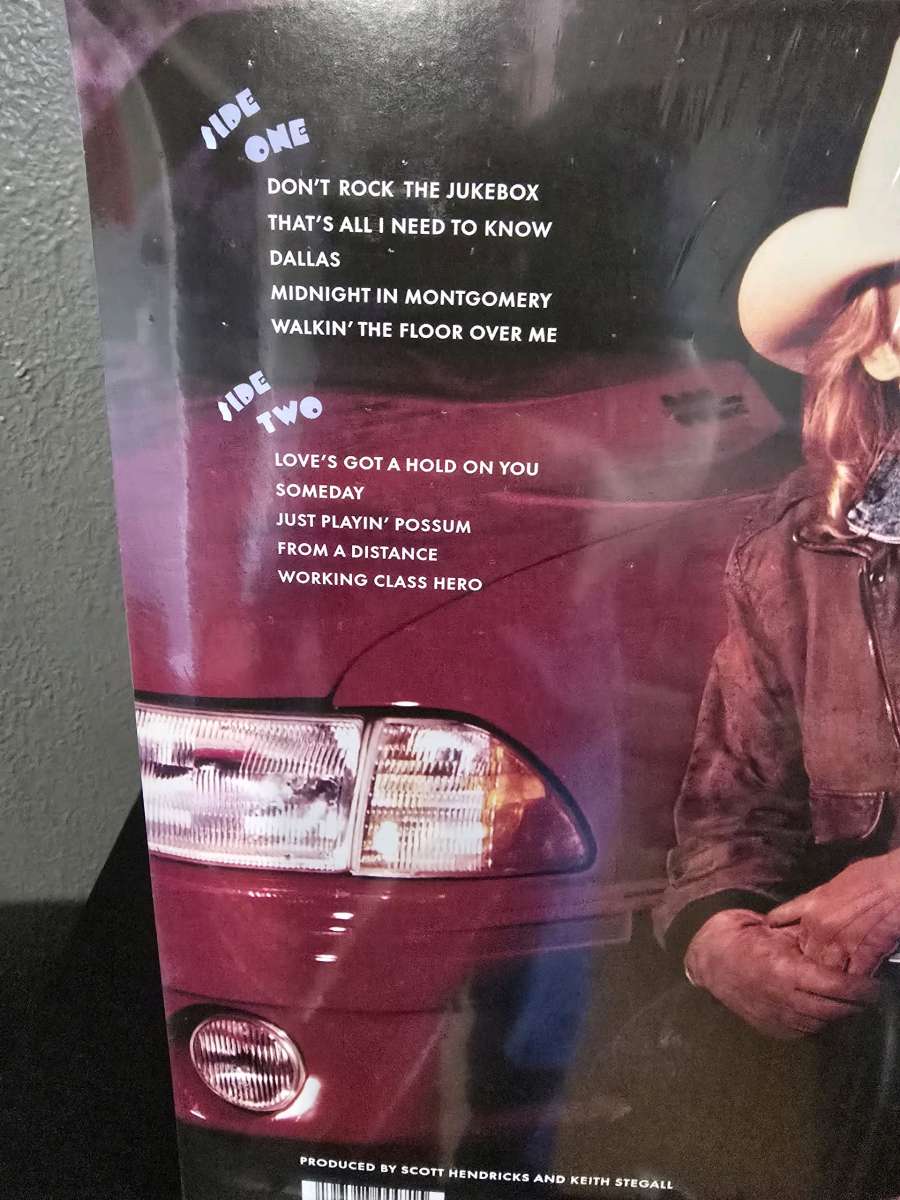 SIDE
ONE
DON'T ROCK THE JUKEBOX
THAT'S ALL I NEED TO KNOW
DALLAS
MIDNIGHT IN MONTGOMERY
WALKIN' THE FLOOR OVER ME
SIDE
TWO
LOVE'S GOT A HOLD ON YOU
SOMEDAY
JUST PLAYIN' POSSUM
FROM A DISTANCE
WORKING CLASS HERO
PRODUCED BY SCOTT HENDRICKS AND KEITH STEGALL